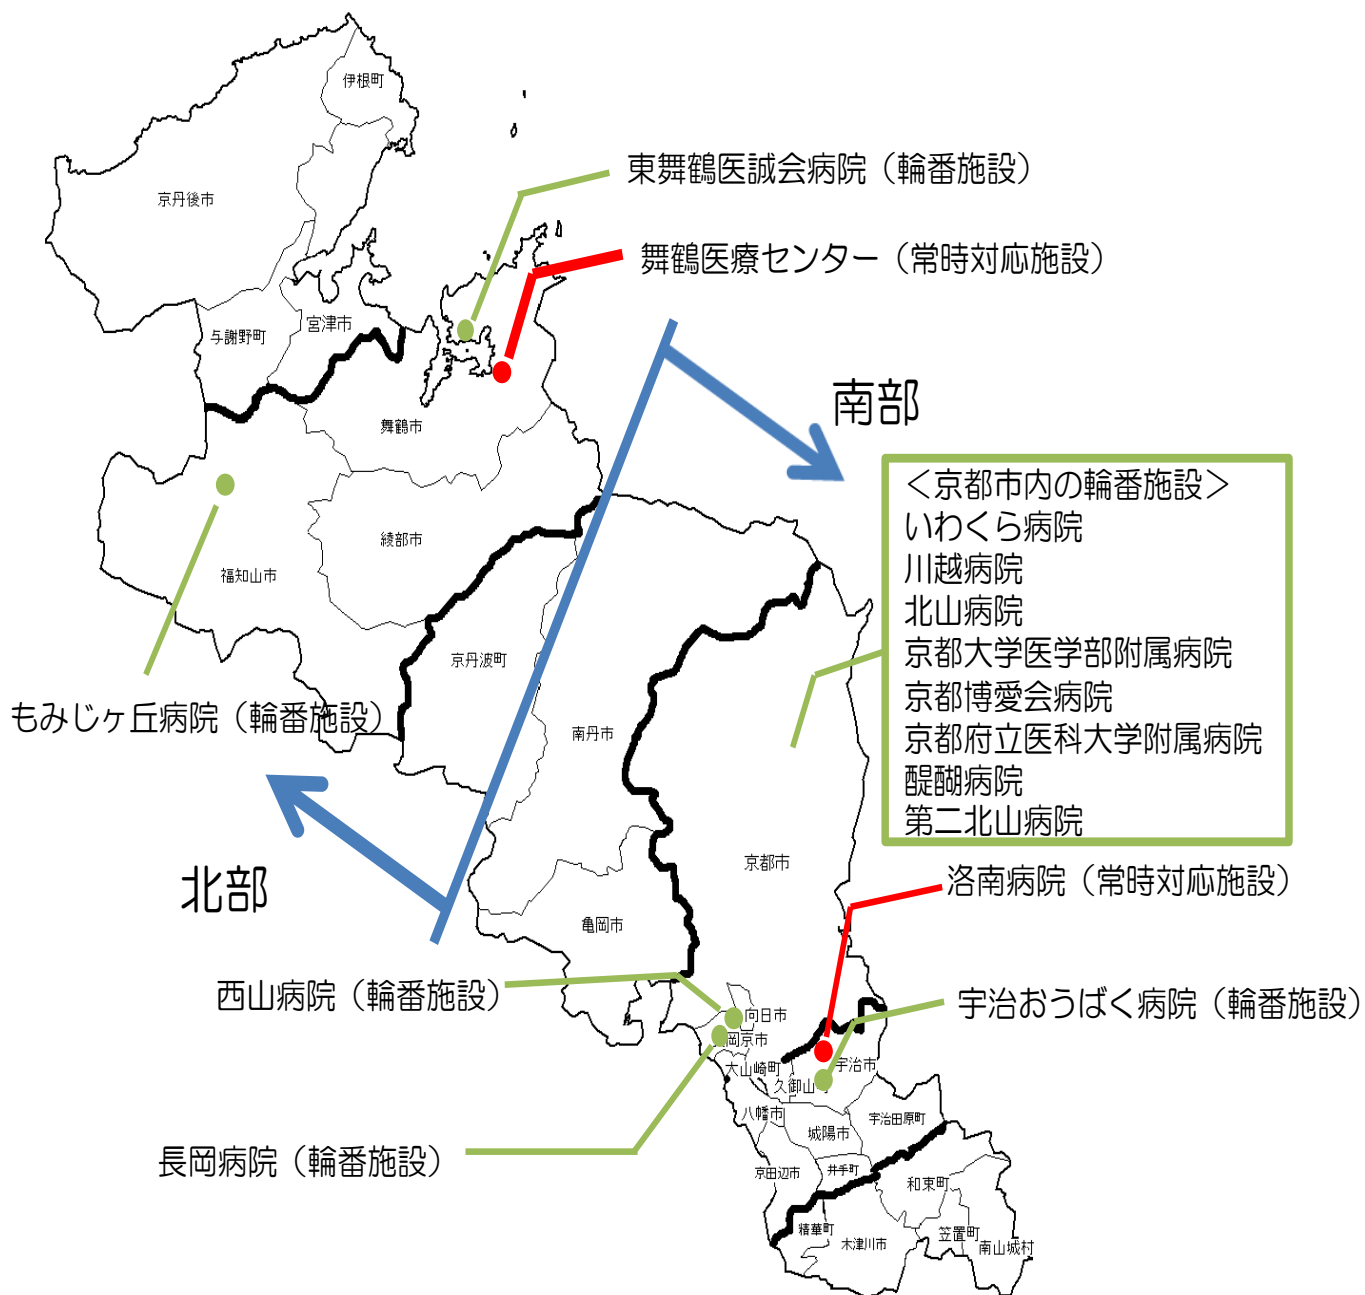 伊根町
東舞鶴医誠会病院（輪番施設）
京丹後市
舞鶴医療センター（常時対応施設）
宮津市
与謝野町
南部
舞鶴市
＜京都市内の輪番施設＞
いわくら病院
川越病院
北山病院
京都大学医学部附属病院
京都博愛会病院
京都府立医科大学附属病院
醍醐病院
第二北山病院
綾部市
福知山市
京丹波町
もみじヶ丘病院（輪番施設）
南丹市
京都市
北部
洛南病院（常時対応施設）
亀岡市
西山病院（輪番施設）
宇治おうばく病院（輪番施設）
向日市
岡京市
大山崎町
宇治市
久御山
八幡市
宇治田原町
城陽市
長岡病院（輪番施設）
京田辺市
井手町
和束町
精華町
木津川市
笠置町
南山城村